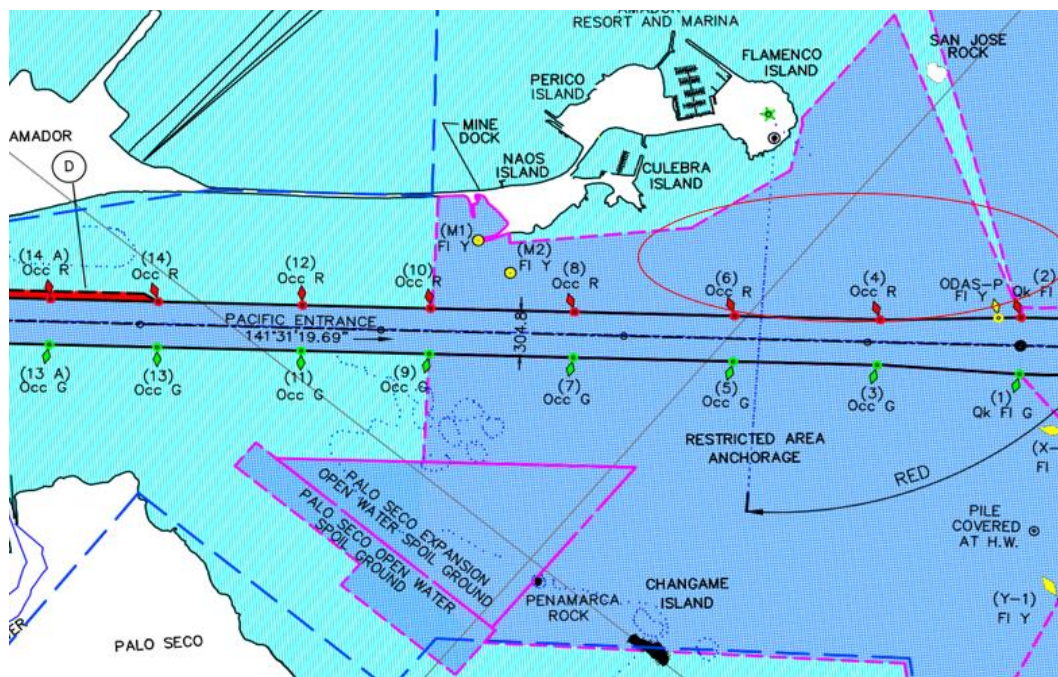 AMADOR
RESORT AND MARINA
FLAMENCO
ISLAND
SAN JOSE
ROCK
PERICO
ISLAND
MINE
DOCK
AMADOR
D
NAOS
ISLAND
CULEBRA
ISLAND
(M1)
Fl Y
(M2)
Fl Y
(14 A)
Occ R
(14)
Occ R
(12)
Occ R
(10)
Occ R
(8)
Occ R
(6)
Occ R
(4)
Occ R
ODAS-P
Fl Y
(2)
Qk Fl
PACIFIC ENTRANCE
141°31'19.69"
304.8
(13 A)
Occ G
(13)
Occ G
(11)
Occ G
(9)
Occ G
(7)
Occ G
(5)
Occ G
(3)
Occ G
(1)
Qk Fl G
RESTRICTED AREA
ANCHORAGE
RED
(X-
Fl
PALO SECO EXPANSION
OPEN WATER SPOIL GROUND
PALO SECO OPEN WATER
SPOIL GROUND
PILE
COVERED
AT H.W.
PENAMARCA
ROCK
CHANGAME
ISLAND
(Y-1)
Fl Y
PALO SECO